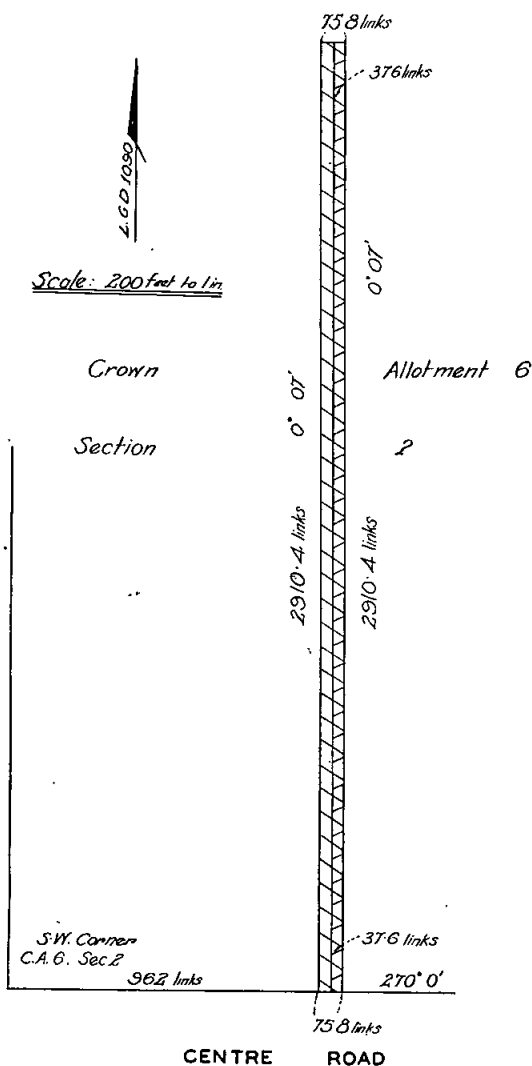 75 8 links
37 6 links
L.G.D 1090
0° 07'
Scale: 200 feet to 1 in.
Crown Allotment 6
0° 07'
Section 2
2910·4 links
2910·4 links
S.W. Corner
C.A. 6. Sec 2
37·6 links
962 links
270° 0'
75 8 links
CENTRE ROAD